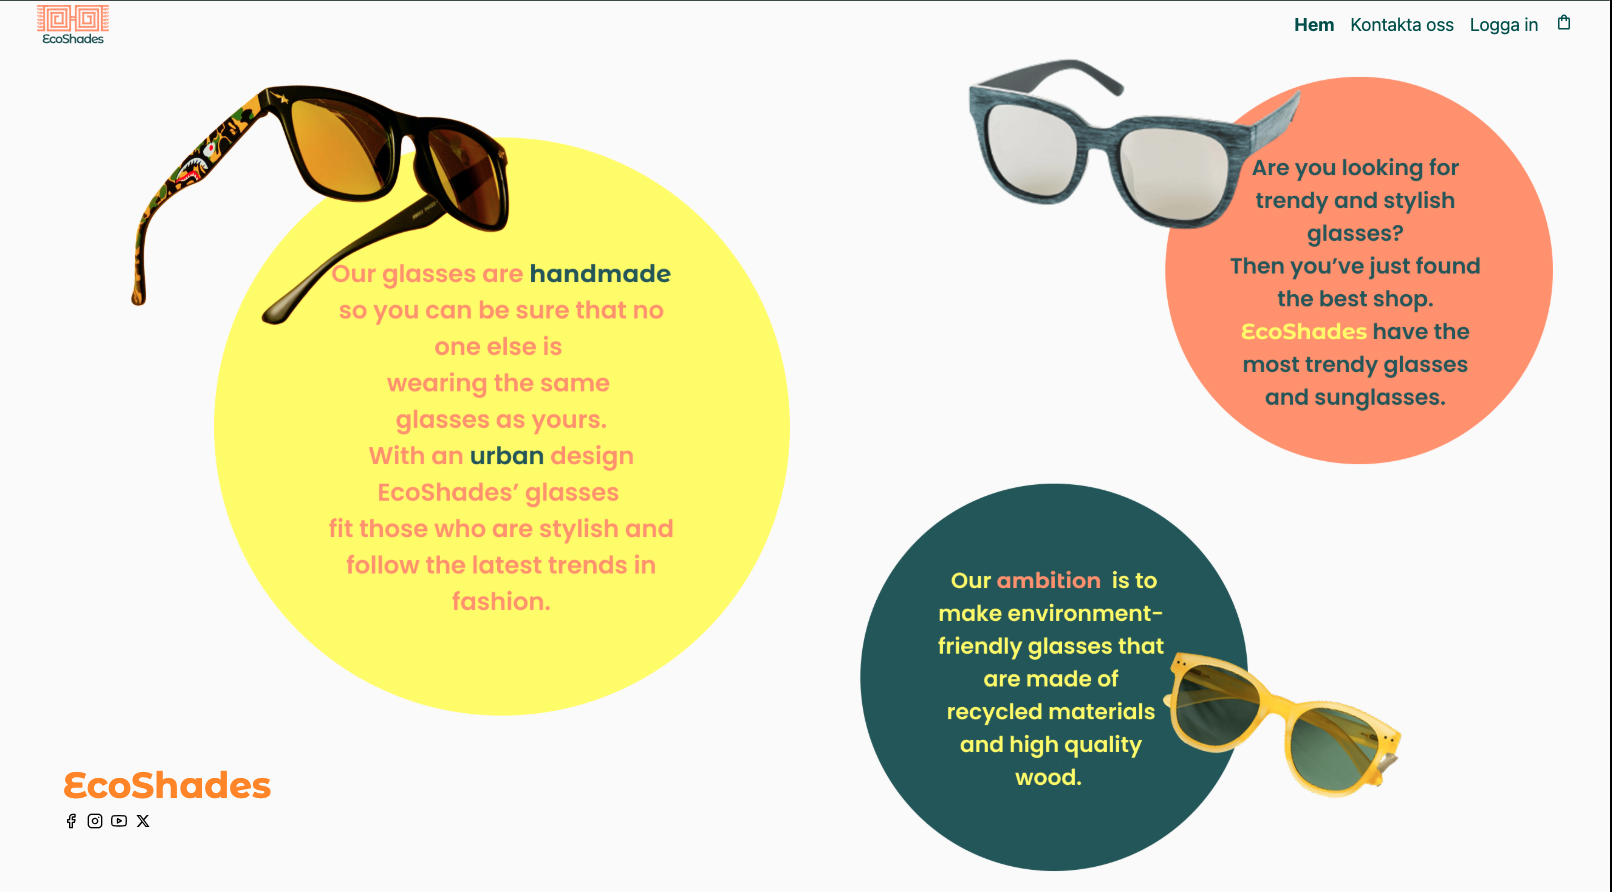 ƐcoShades
Hem
Kontakta oss
Logga in
Our glasses are handmade
so you can be sure that no
one else is
wearing the same
glasses as yours.
With an urban design
EcoShades’ glasses
fit those who are stylish and
follow the latest trends in
fashion.
Are you looking for
trendy and stylish
glasses?
Then you’ve just found
the best shop.
ƐcoShades have the
most trendy glasses
and sunglasses.
Our ambition is to
make environment-
friendly glasses that
are made of
recycled materials
and high quality
wood.
ƐcoShades